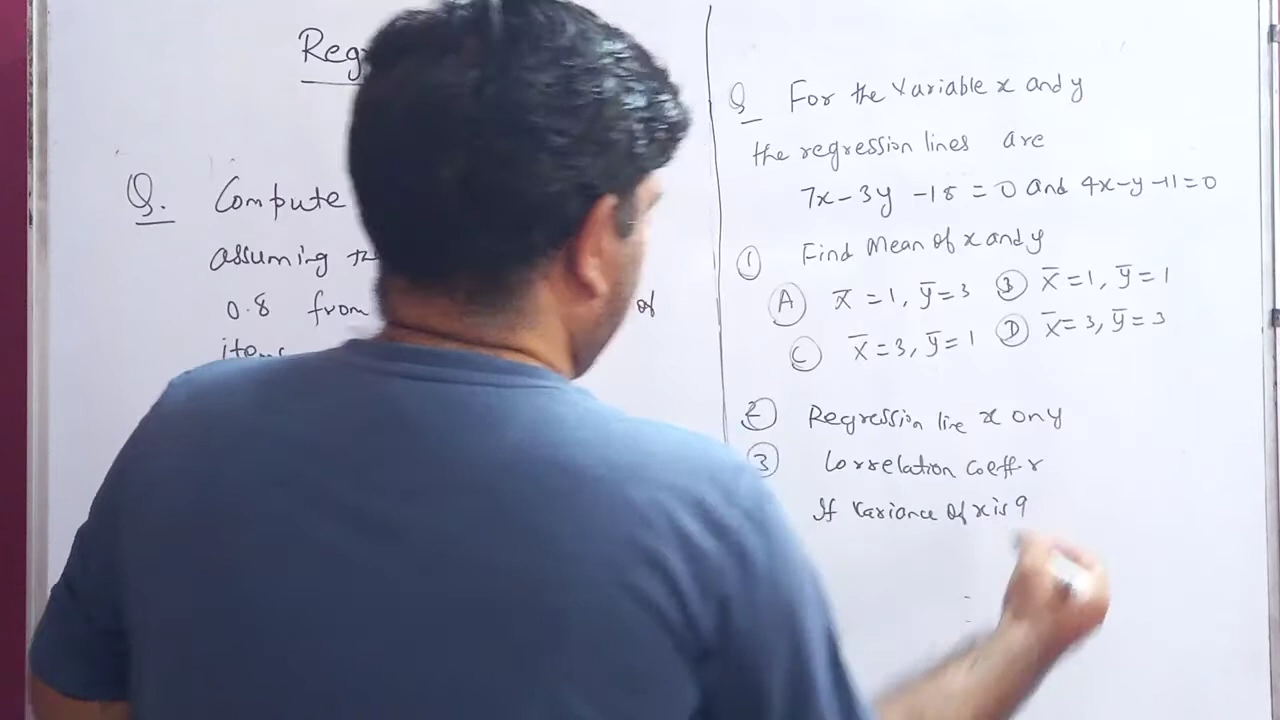 Reg
Q. Compute
assuming th
0.8 from of
items
Q For the Variable x and y
the regression lines are
7x - 3y - 18 = 0 and 4x - y - 11 = 0
① Find Mean of x and y
Ⓐ x̅ = 1, y̅ = 3 Ⓑ x̅ = 1, y̅ = 1
Ⓒ x̅ = 3, y̅ = 1 Ⓓ x̅ = 3, y̅ = 3
② Regression line x on y
③ Correlation coeff r
If Variance of x is 9